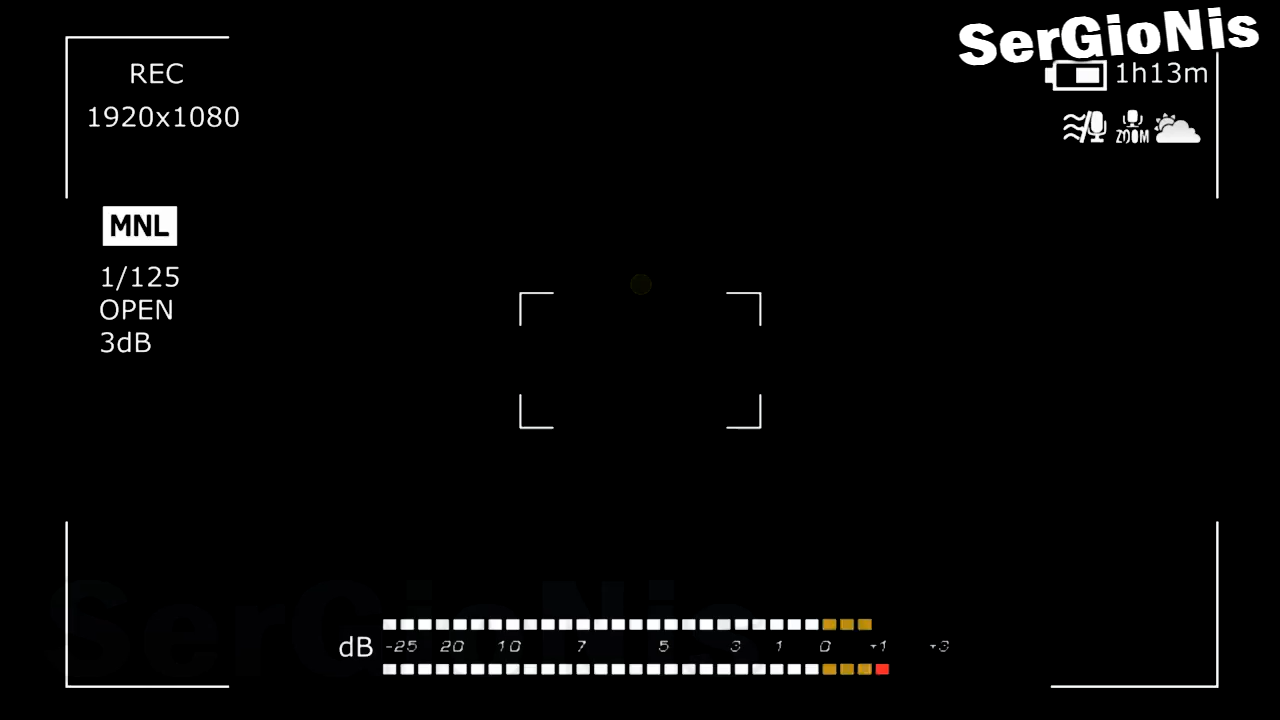 SerGioNis
REC
1h13m
1920x1080
ZOOM
MNL
1/125
OPEN
3dB
SerGioNis
dB -25 20 10 7 5 3 1 0 +1 +3